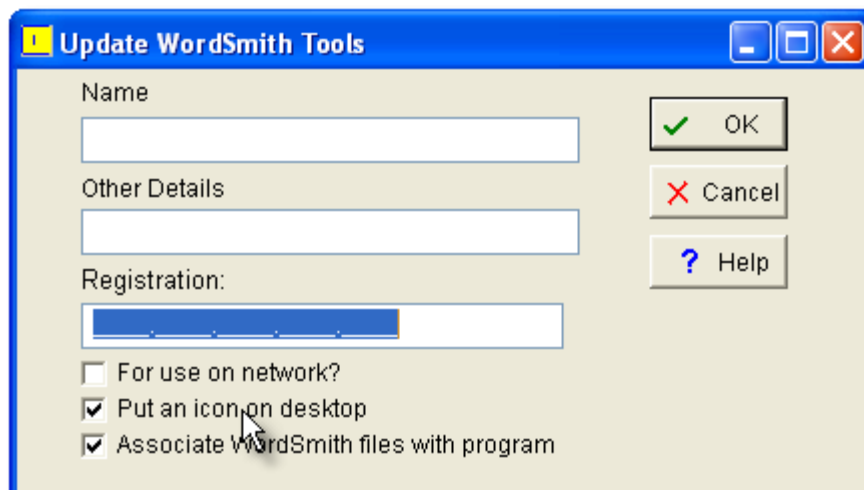 Update WordSmith Tools
Name
OK
Other Details
Cancel
Registration:
? Help
For use on network?
Put an icon on desktop
Associate WordSmith files with program